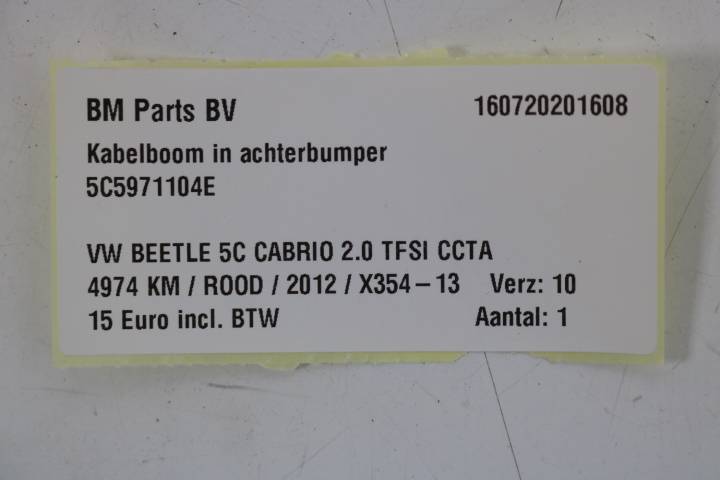 BM Parts BV 160720201608
Kabelboom in achterbumper
5C5971104E
VW BEETLE 5C CABRIO 2.0 TFSI CCTA
4974 KM / ROOD / 2012 / X354-13 Verz: 10
15 Euro incl. BTW Aantal: 1